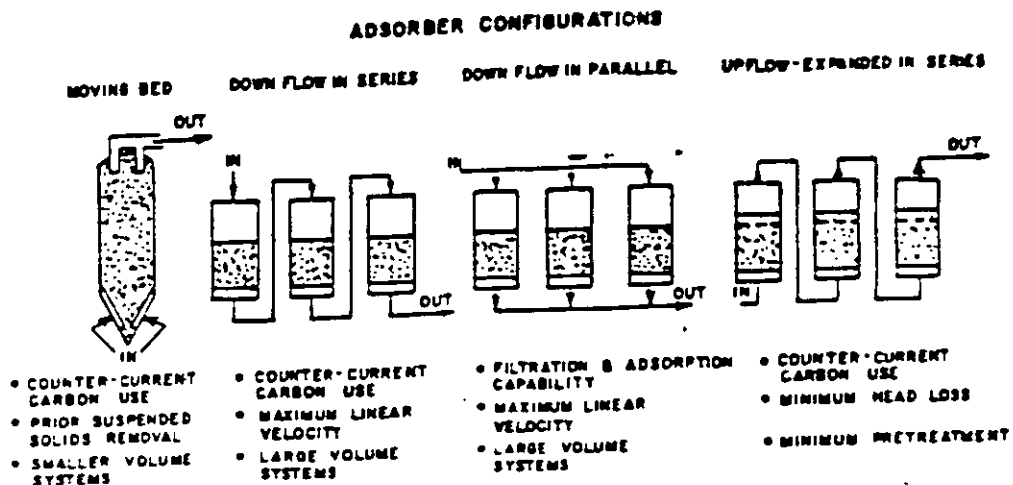 ADSORBER CONFIGURATIONS
MOVING BED
OUT
IN
• COUNTER-CURRENT
CARBON USE
• PRIOR SUSPENDED
SOLIDS REMOVAL
• SMALLER VOLUME
SYSTEMS
DOWN FLOW IN SERIES
IN
OUT
• COUNTER-CURRENT
CARBON USE
• MAXIMUM LINEAR
VELOCITY
• LARGE VOLUME
SYSTEMS
DOWN FLOW IN PARALLEL
IN
OUT
• FILTRATION & ADSORPTION
CAPABILITY
• MAXIMUM LINEAR
VELOCITY
• LARGE VOLUME
SYSTEMS
UPFLOW-EXPANDED IN SERIES
OUT
IN
• COUNTER-CURRENT
CARBON USE
• MINIMUM HEAD LOSS
• MINIMUM PRETREATMENT